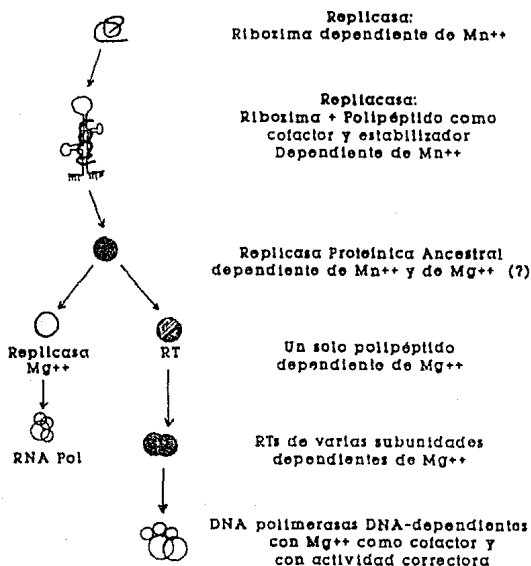 Replicasa:
Ribozima dependiente de Mn++
Repliacasa:
Ribozima + Polipéptido como
cofactor y estabilizador
Dependiente de Mn++
Replicasa Proteínica Ancestral
dependiente de Mn++ y de Mg++ (?)
Replicasa
Mg++
RT
Un solo polipéptido
dependiente de Mg++
RNA Pol
RTs de varias subunidades
dependientes de Mg++
DNA polimerasas DNA-dependientes
con Mg++ como cofactor y
con actividad correctora